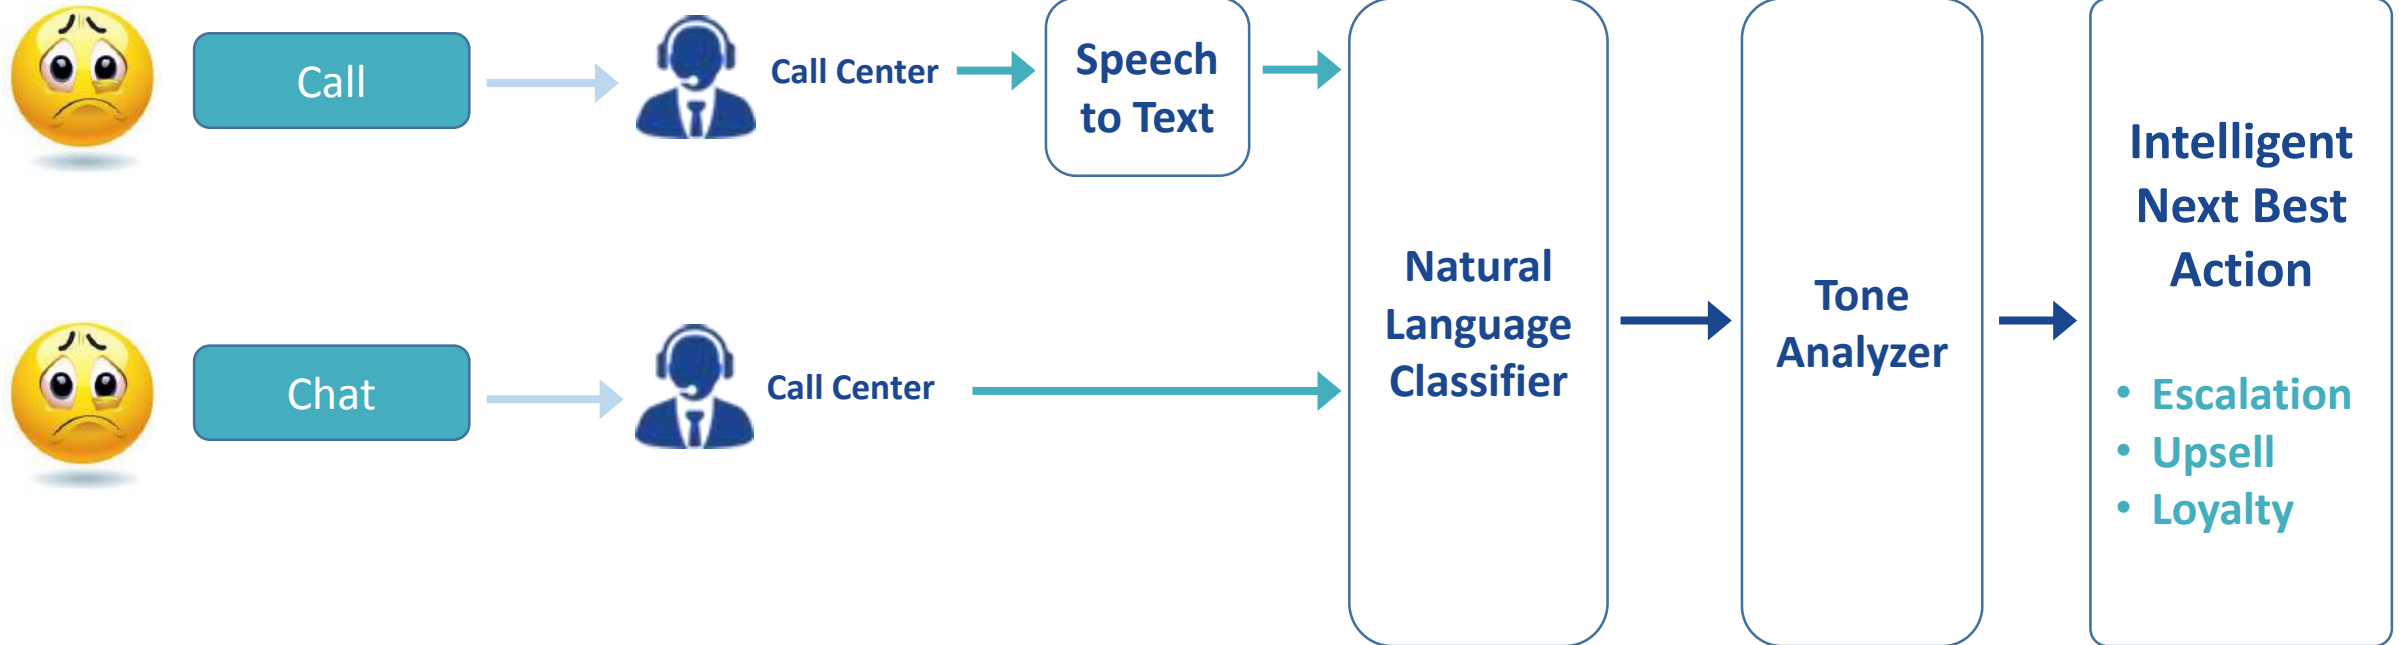 Call
Call Center
Speech
to Text
Chat
Call Center
Natural
Language
Classifier
Tone
Analyzer
Intelligent
Next Best
Action
• Escalation
• Upsell
• Loyalty